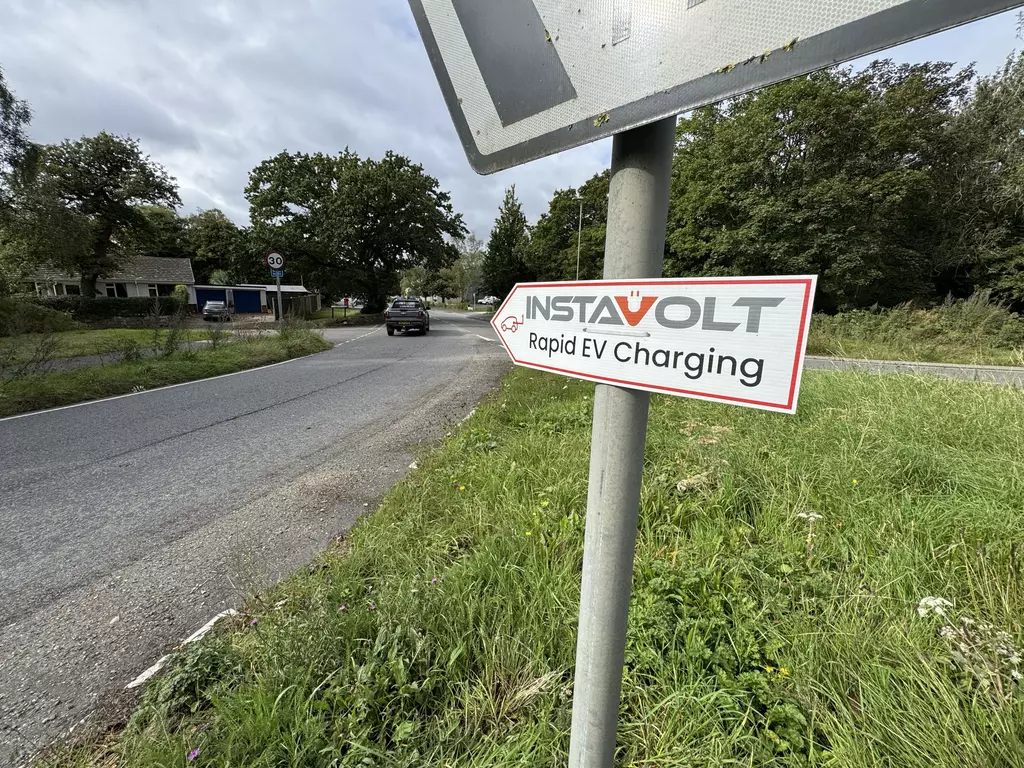 30
INSTAVOLT
Rapid EV Charging